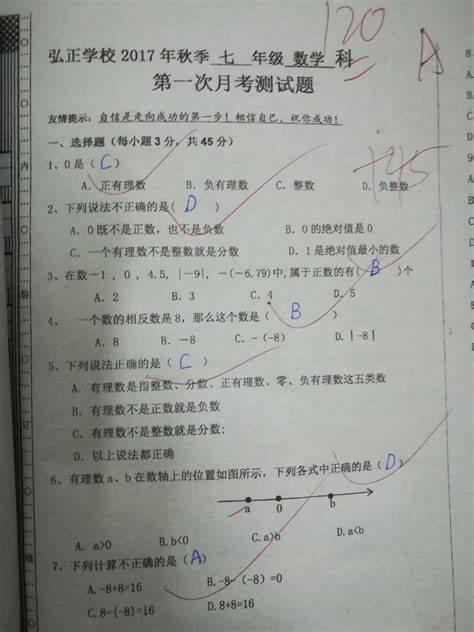 120
A
弘正学校 2017 年秋季 七 年级 数学 科
第一次月考测试题
友情提示：自信是走向成功的第一步！相信自己，祝你成功！
一、选择题（每小题 3 分，共 45 分）
+45
1、0 是（ C ）
A．正有理数 B．负有理数 C．整数 D．负整数
2、下列说法不正确的是( D )
A．0 既不是正数，也不是负数 B．0 的绝对值是 0
C．一个有理数不是整数就是分数 D．1 是绝对值最小的数
3、在数－1 ，0 ，4.5，|－9|，－(－6.79)中,属于正数的有( B )个
A．2 B．3 C．4 D．5
4、 一个数的相反数是 8，那么这个数是（ B ）
A．8 B．－8 C．－(－8) D.｜-8｜
5、下列说法正确的是（ C ）
A．有理数是指整数、分数、正有理数、零、负有理数这五类数
B．有理数不是正数就是负数
C．有理数不是整数就是分数;
D．以上说法都正确
6、有理数 a、b 在数轴上的位置如图所示，下列各式中正确的是( D )
a 0 b
A．a>0 B.b<0 C.a>b D.a<b
7、下列计算不正确的是（ A ）
A.-8+8=16 B.-8-（-8）=0
C.8-(-8)=16 D.8+8=16
内
装
订
线
8